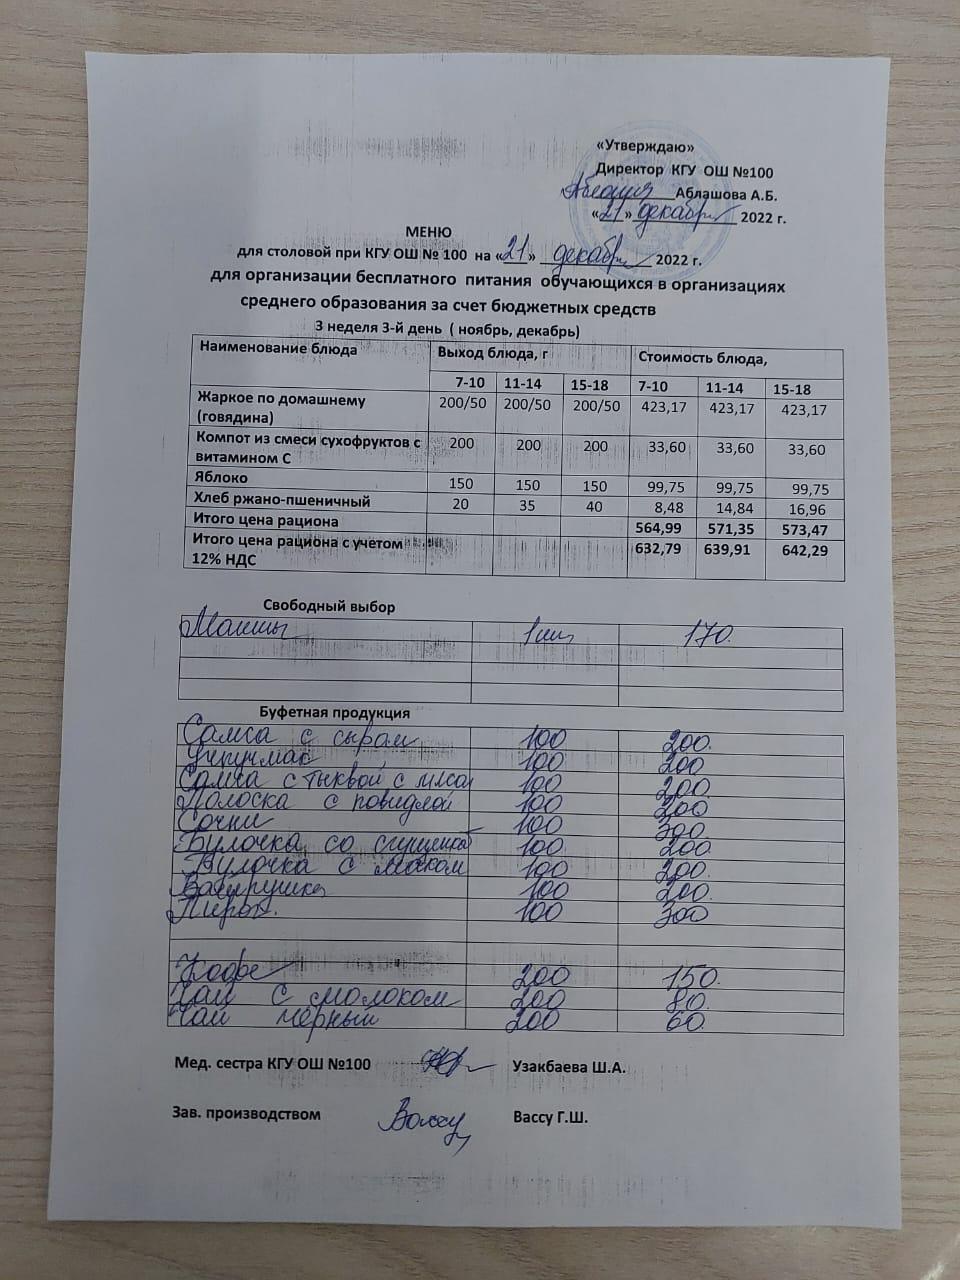 «Утверждаю»
Директор КГУ ОШ №100
Аблашова А.Б.
«21» декабря 2022 г.
МЕНЮ
для столовой при КГУ ОШ № 100 на «21» декабря 2022 г.
для организации бесплатного питания обучающихся в организациях
среднего образования за счет бюджетных средств
3 неделя 3-й день ( ноябрь, декабрь)
Наименование блюда Выход блюда, г Стоимость блюда,
7-10 11-14 15-18 7-10 11-14 15-18
Жаркое по домашнему (говядина) 200/50 200/50 200/50 423,17 423,17 423,17
Компот из смеси сухофруктов с витамином С 200 200 200 33,60 33,60 33,60
Яблоко 150 150 150 99,75 99,75 99,75
Хлеб ржано-пшеничный 20 35 40 8,48 14,84 16,96
Итого цена рациона 564,99 571,35 573,47
Итого цена рациона с учетом 12% НДС 632,79 639,91 642,29
Свободный выбор
Манты 1шт 170.
Буфетная продукция
Самса с сыром 100 200.
Учпучмак 100 200
Самса с тыквой с мясом 100 200
Полоска с повидлой 100 200
Сочни 100 300
Булочка со сгущенкой 100 200
Булочка с маком 100 200.
Ватрушка 100 200.
Пирог. 100 300
Кофе 200 150.
Чай с молоком 200 80.
Чай черный 200 60.
Мед. сестра КГУ ОШ №100 Узакбаева Ш.А.
Зав. производством Вассу Вассу Г.Ш.